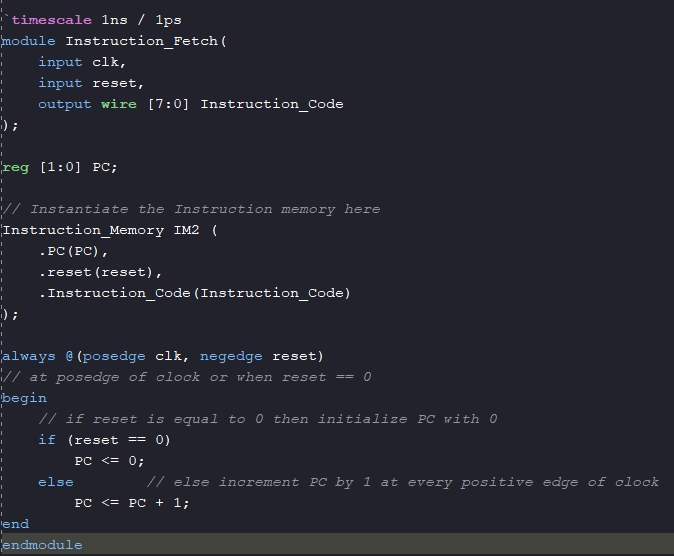 `timescale 1ns / 1ps
module Instruction_Fetch(
    input clk,
    input reset,
    output wire [7:0] Instruction_Code
);

reg [1:0] PC;

// Instantiate the Instruction memory here
Instruction_Memory IM2 (
    .PC(PC),
    .reset(reset),
    .Instruction_Code(Instruction_Code)
);

always @(posedge clk, negedge reset)
// at posedge of clock or when reset == 0
begin
    // if reset is equal to 0 then initialize PC with 0
    if (reset == 0)
        PC <= 0;
    else        // else increment PC by 1 at every positive edge of clock
        PC <= PC + 1;
end
endmodule